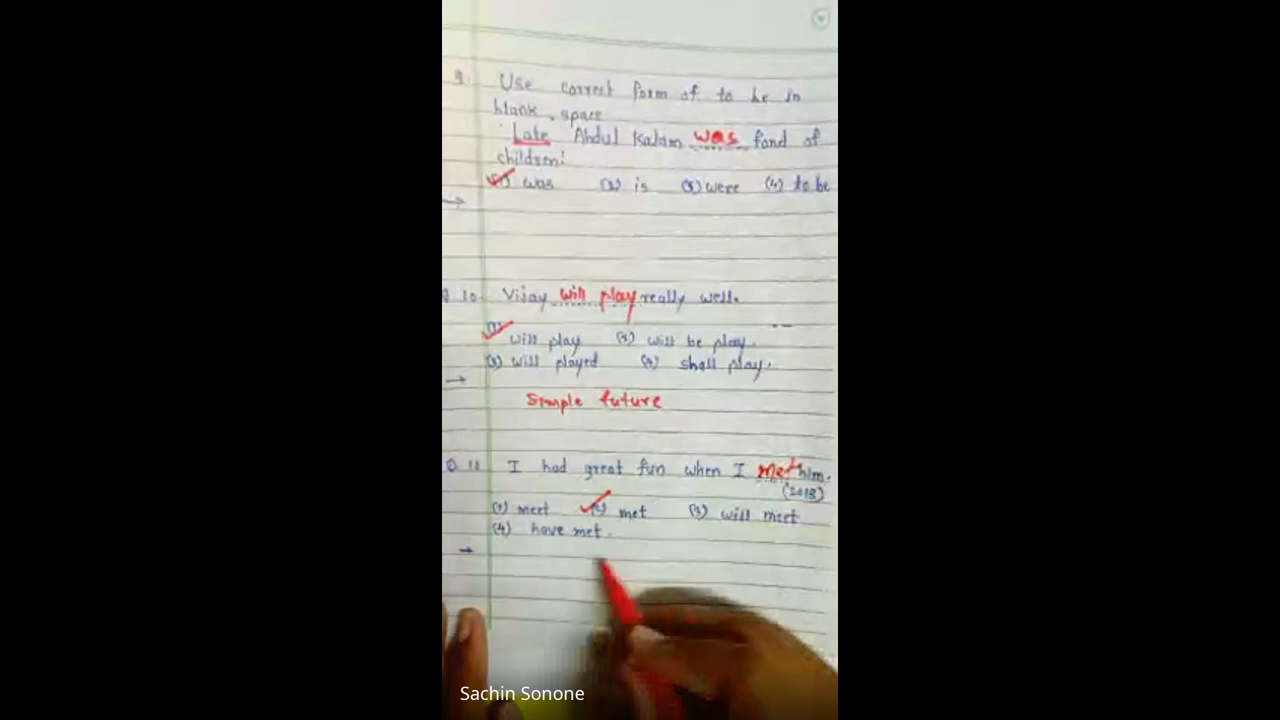 9. Use correct form of to be in
blank space
'Late Abdul Kalam was fond of
children!
(1) was (2) is (3) were (4) to be
→
Q 10. Vijay will play really well.
(1) will play (2) will be play.
(3) will played (4) shall play.
→
Simple future
Q. 11 I had great fun when I met him.
(2013)
(1) meet (2) met (3) will meet
(4) have met.
→
Sachin Sonone